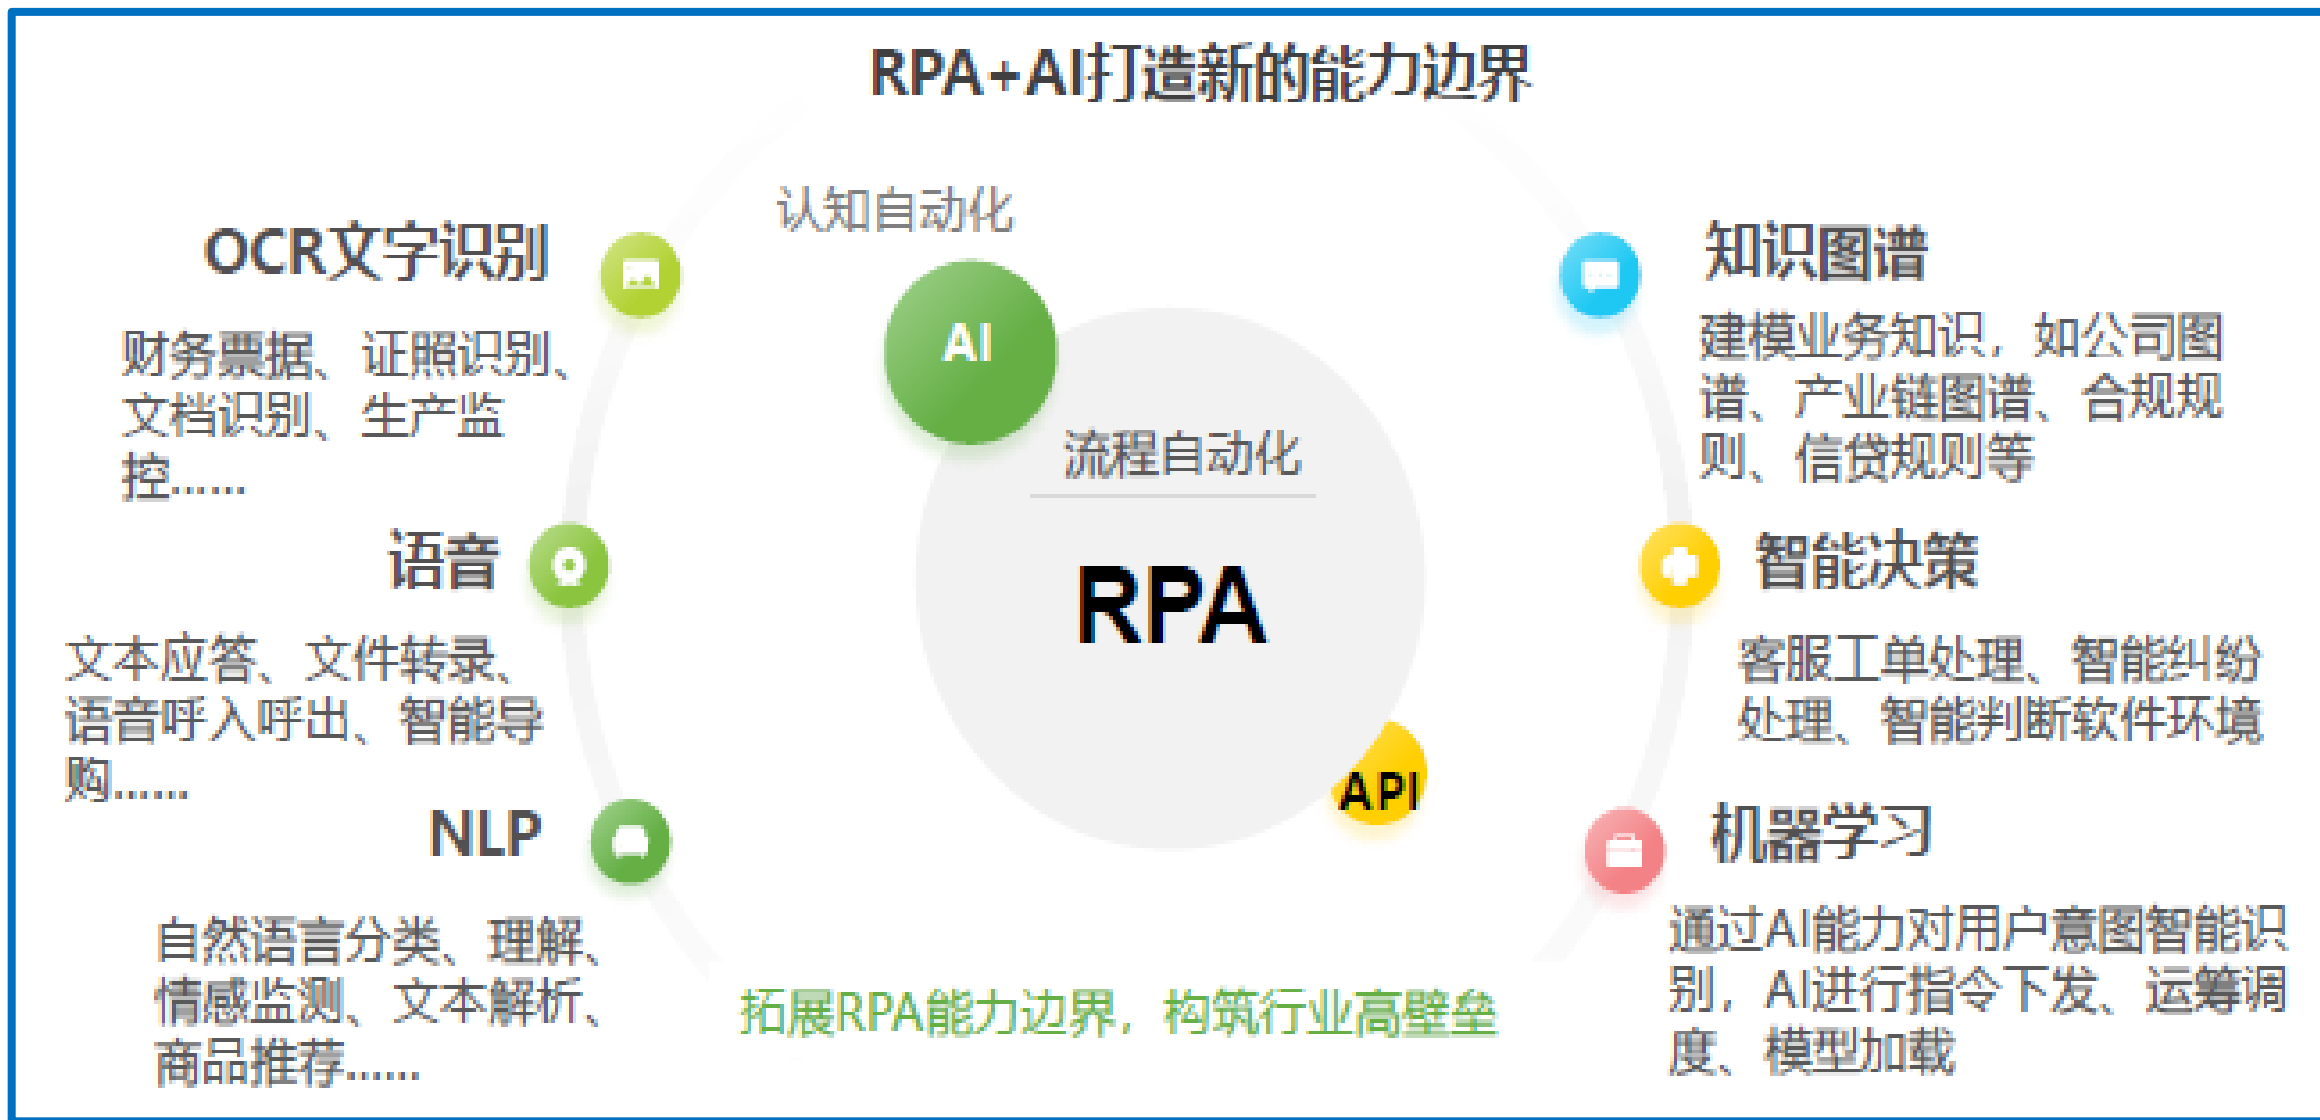 RPA+AI打造新的能力边界
认知自动化
AI
流程自动化
RPA
API
OCR文字识别
财务票据、证照识别、
文档识别、生产监
控……
语音
文本应答、文件转录、
语音呼入呼出、智能导
购……
NLP
自然语言分类、理解、
情感监测、文本解析、
商品推荐……
知识图谱
建模业务知识，如公司图
谱、产业链图谱、合规规
则、信贷规则等
智能决策
客服工单处理、智能纠纷
处理、智能判断软件环境
机器学习
通过AI能力对用户意图智能识
别，AI进行指令下发、运筹调
度、模型加载
拓展RPA能力边界，构筑行业高壁垒